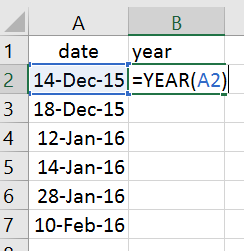 A B
1 date year
2 14-Dec-15 =YEAR(A2)
3 18-Dec-15
4 12-Jan-16
5 14-Jan-16
6 28-Jan-16
7 10-Feb-16